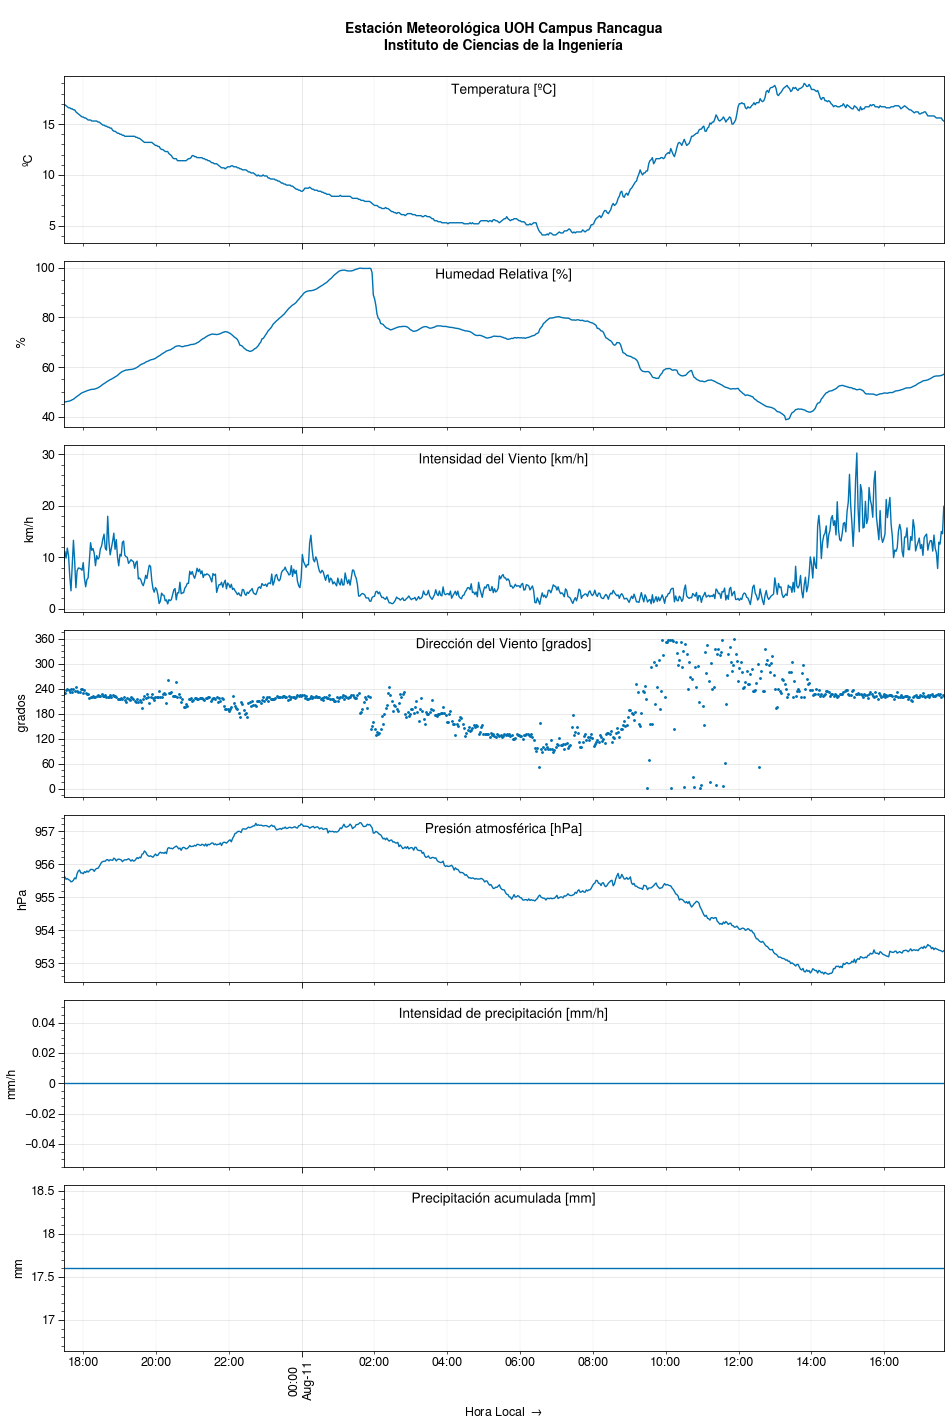 Estación Meteorológica UOH Campus Rancagua
Instituto de Ciencias de la Ingeniería
Temperatura [ºC]
ºC
15
10
5
Humedad Relativa [%]
%
100
80
60
40
Intensidad del Viento [km/h]
km/h
30
20
10
0
Dirección del Viento [grados]
grados
360
300
240
180
120
60
0
Presión atmosférica [hPa]
hPa
957
956
955
954
953
Intensidad de precipitación [mm/h]
mm/h
0.04
0.02
0
−0.02
−0.04
Precipitación acumulada [mm]
mm
18.5
18
17.5
17
18:00 20:00 22:00 00:00 02:00 04:00 06:00 08:00 10:00 12:00 14:00 16:00
Aug-11
Hora Local →